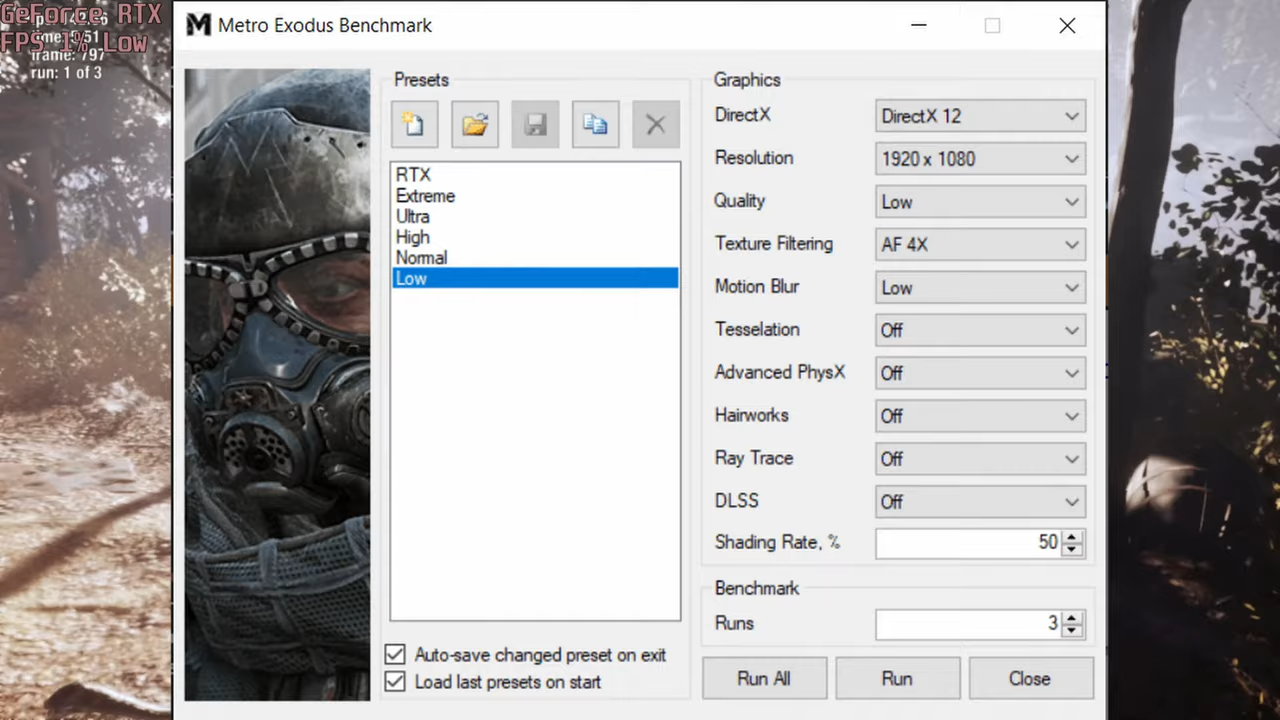 GeForce RTX
FPS 1% Low
frame: 797
run: 1 of 3
Metro Exodus Benchmark
Presets
RTX
Extreme
Ultra
High
Normal
Low
Auto-save changed preset on exit
Load last presets on start
Graphics
DirectX DirectX 12
Resolution 1920 x 1080
Quality Low
Texture Filtering AF 4X
Motion Blur Low
Tesselation Off
Advanced PhysX Off
Hairworks Off
Ray Trace Off
DLSS Off
Shading Rate, % 50
Benchmark
Runs 3
Run All Run Close